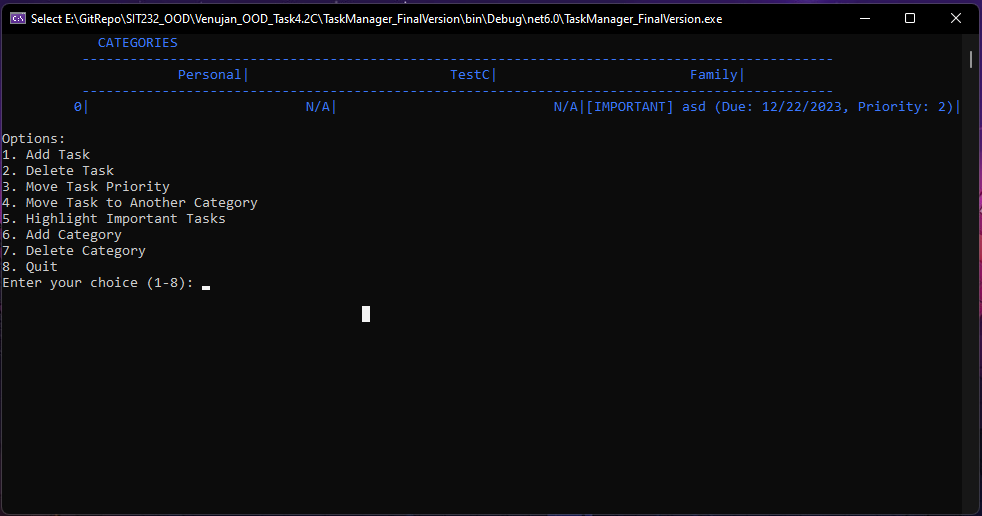 Select E:\GitRepo\SIT232_OOD\Venujan_OOD_Task4.2C\TaskManager_FinalVersion\bin\Debug\net6.0\TaskManager_FinalVersion.exe
CATEGORIES
----------------------------------------------------------------------------------------------
Personal| TestC| Family|
----------------------------------------------------------------------------------------------
0| N/A| N/A|[IMPORTANT] asd (Due: 12/22/2023, Priority: 2)|
Options:
1. Add Task
2. Delete Task
3. Move Task Priority
4. Move Task to Another Category
5. Highlight Important Tasks
6. Add Category
7. Delete Category
8. Quit
Enter your choice (1-8):